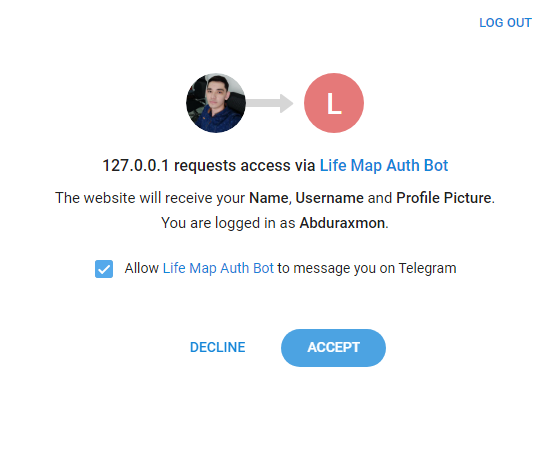 LOG OUT
L
127.0.0.1 requests access via Life Map Auth Bot
The website will receive your Name, Username and Profile Picture.
You are logged in as Abduraxmon.
Allow Life Map Auth Bot to message you on Telegram
DECLINE ACCEPT